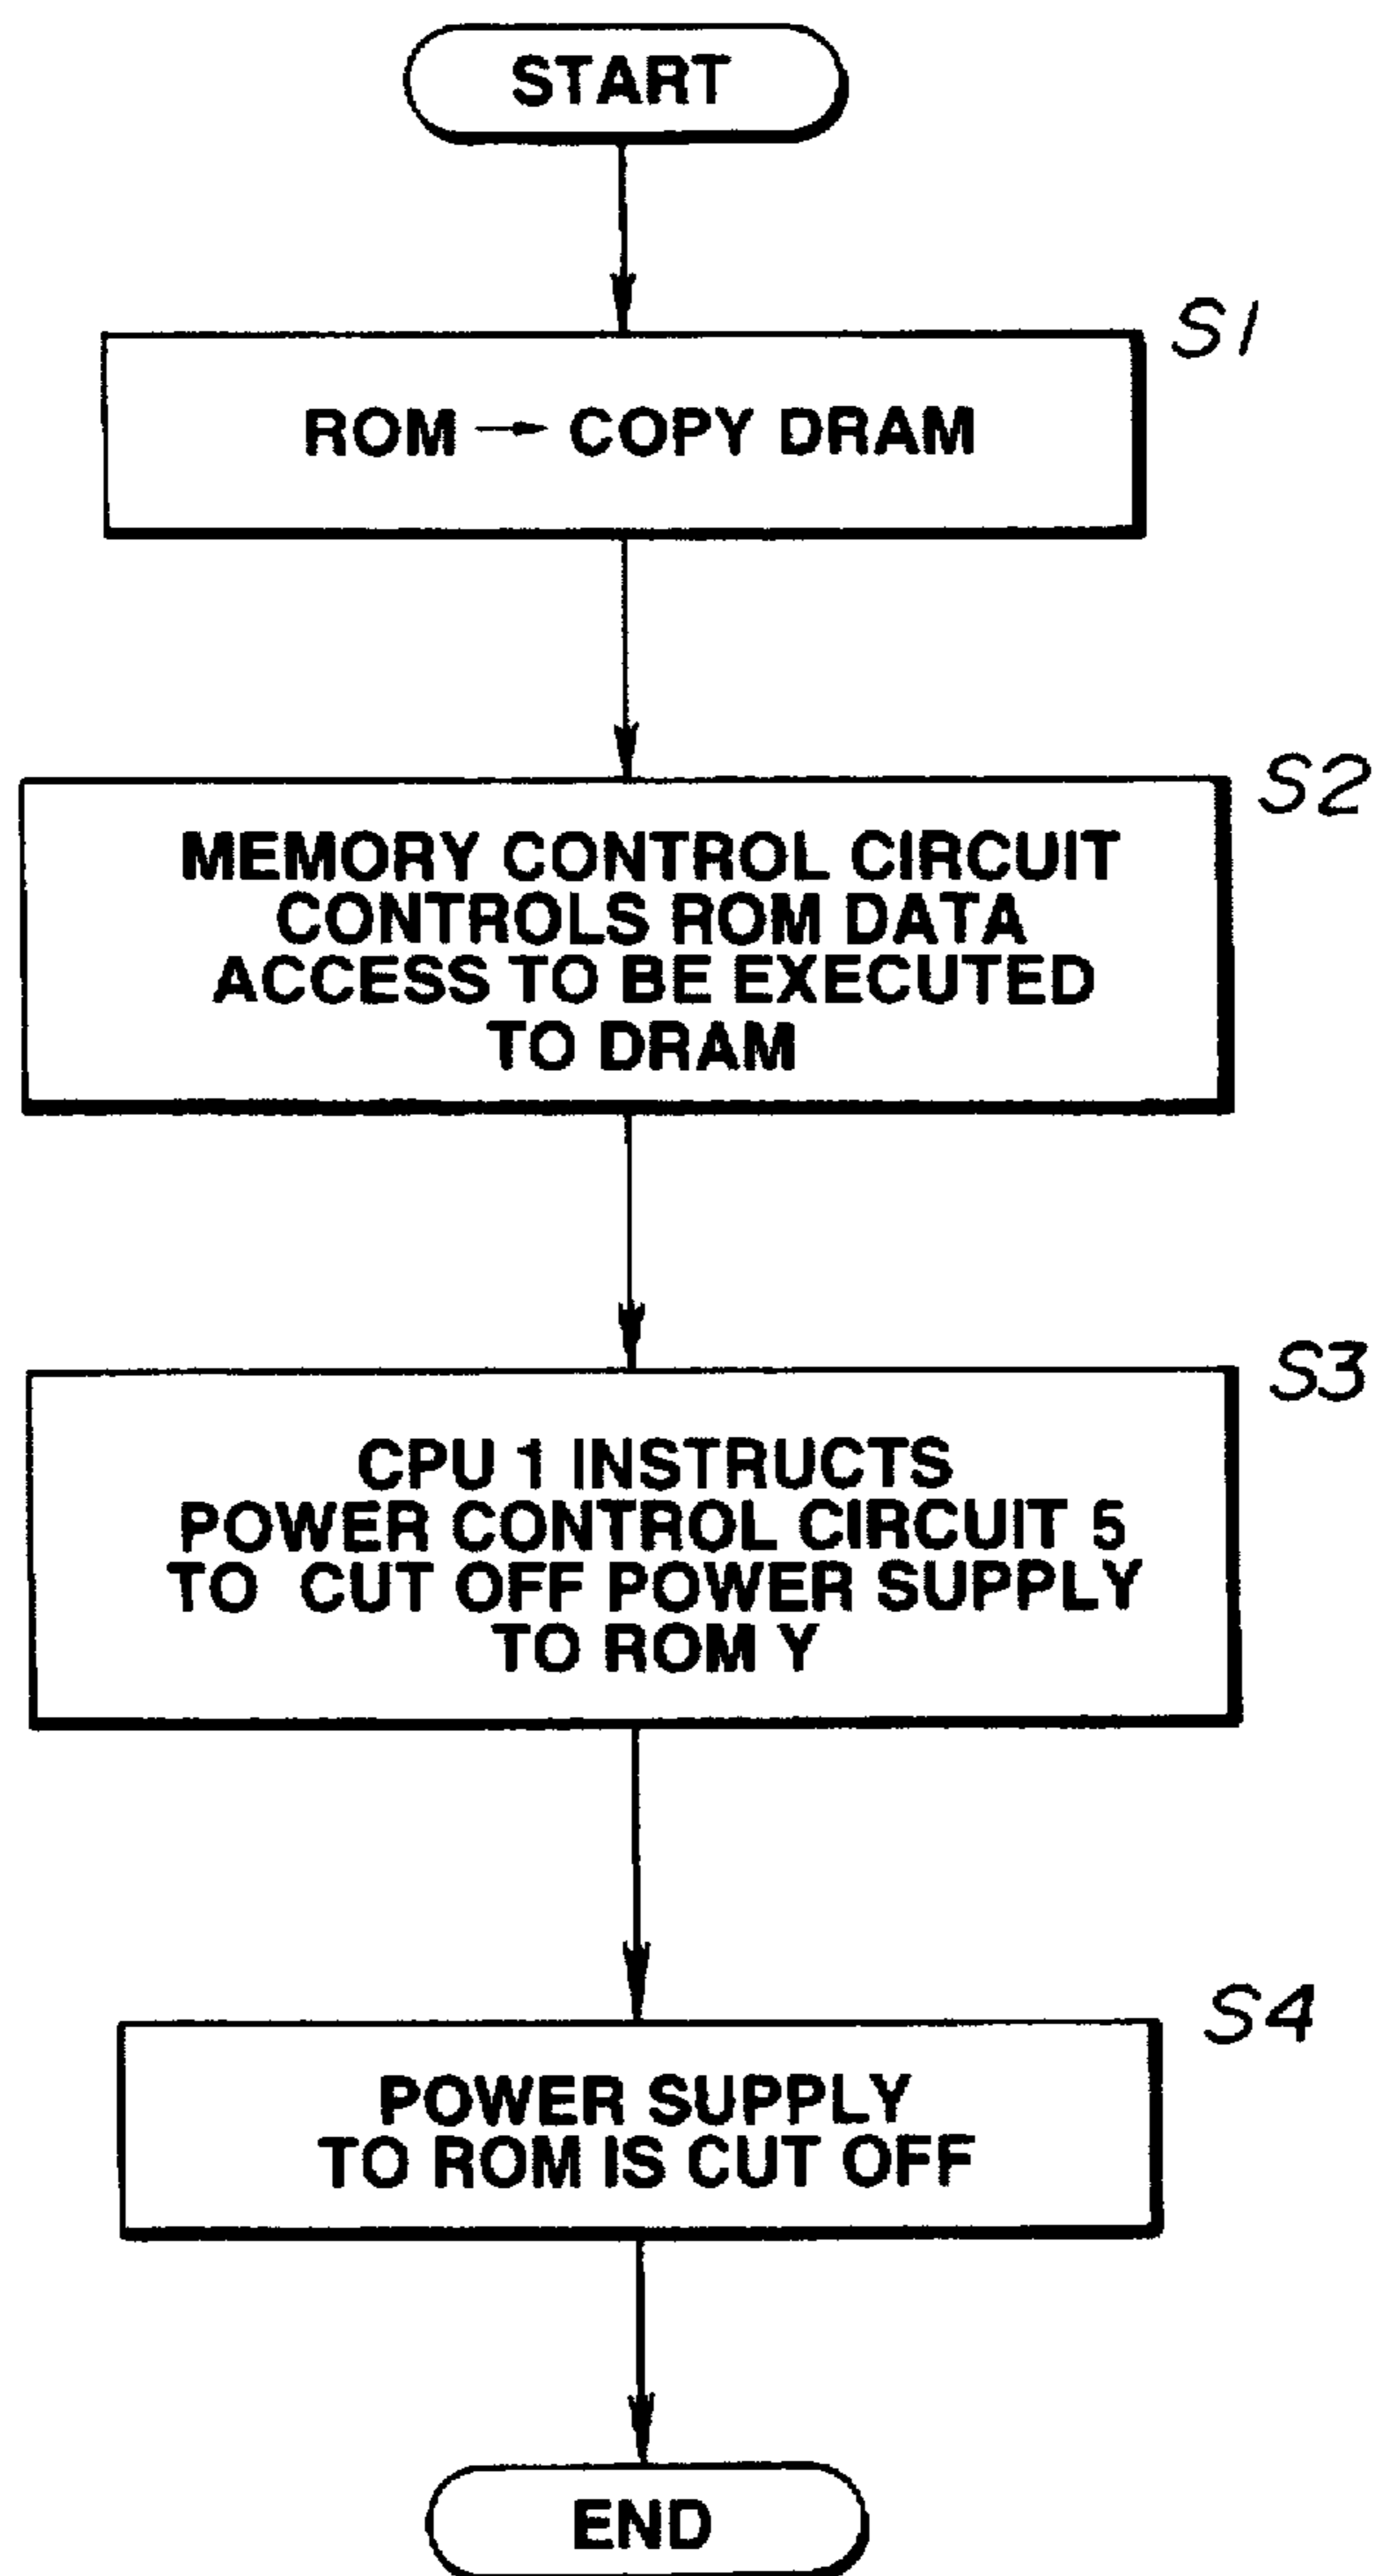 START
S1
ROM → COPY DRAM
S2
MEMORY CONTROL CIRCUIT
CONTROLS ROM DATA
ACCESS TO BE EXECUTED
TO DRAM
S3
CPU 1 INSTRUCTS
POWER CONTROL CIRCUIT 5
TO CUT OFF POWER SUPPLY
TO ROM Y
S4
POWER SUPPLY
TO ROM IS CUT OFF
END